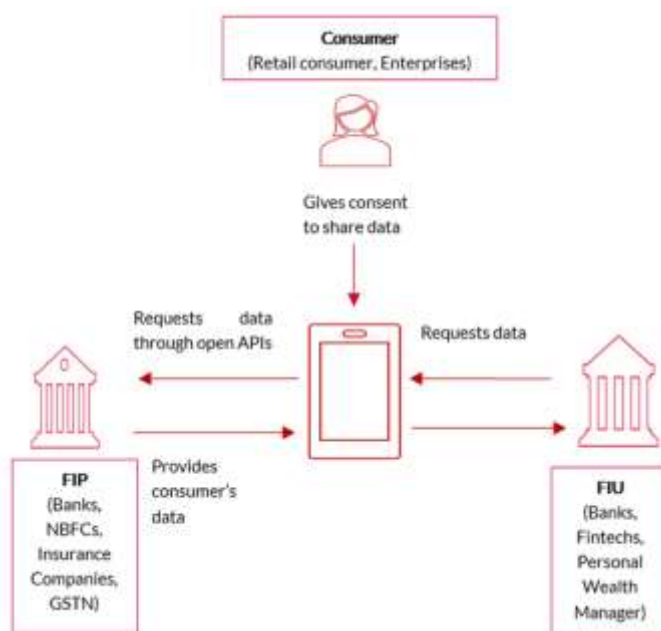 Consumer
(Retail consumer, Enterprises)
Gives consent
to share data
Requests data
through open APIs
Requests data
Provides
consumer's
data
FIP
(Banks,
NBFCs,
Insurance
Companies,
GSTN)
FIU
(Banks,
Fintechs,
Personal
Wealth
Manager)